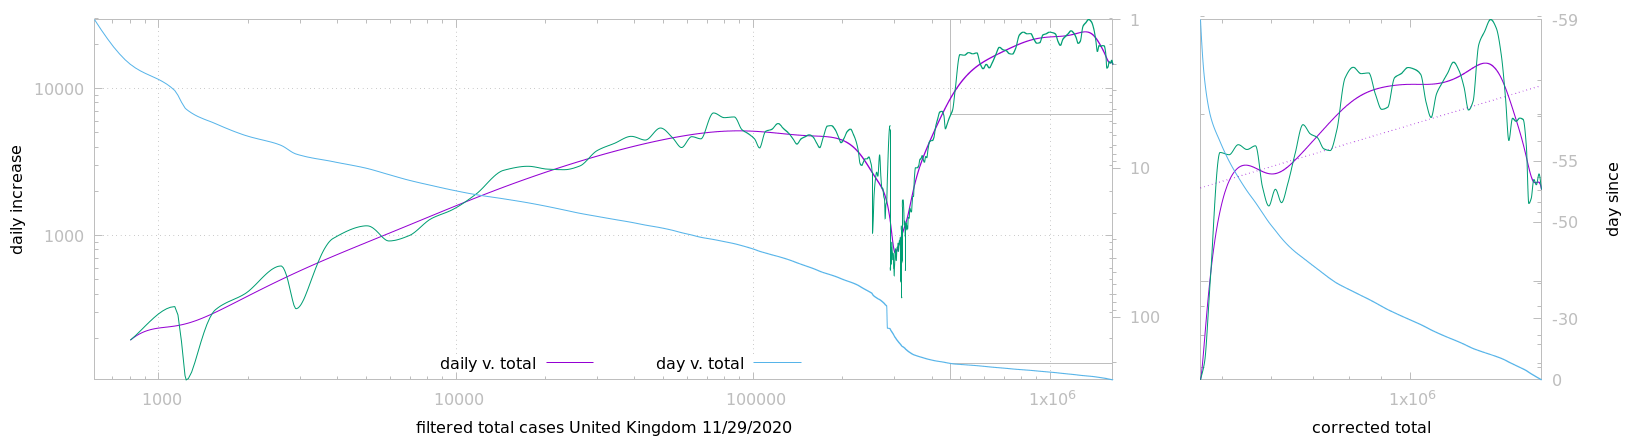 1
-59
10000
daily increase
10
-55
day since
-50
1000
100
-30
daily v. total
day v. total
0
1000
10000
100000
1x10⁶
1x10⁶
filtered total cases United Kingdom 11/29/2020
corrected total